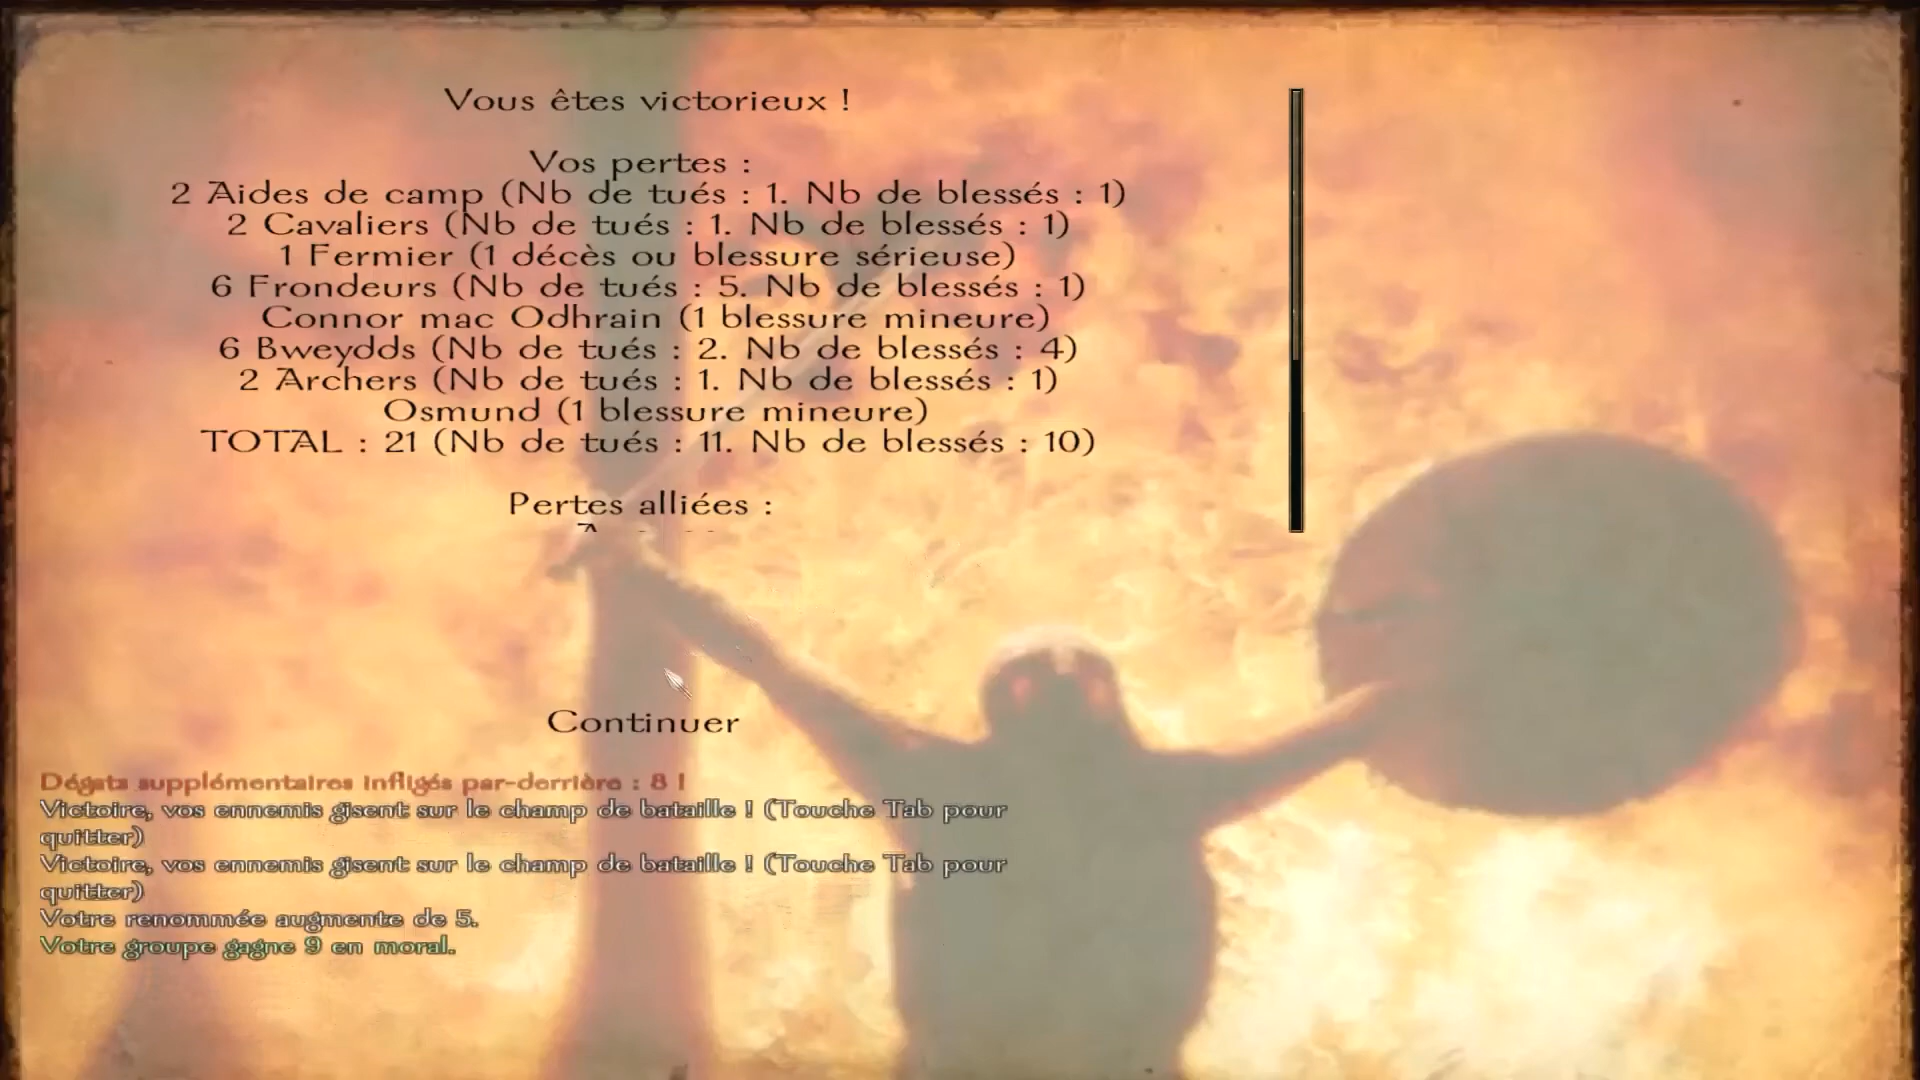 Vous êtes victorieux !
Vos pertes :
2 Aides de camp (Nb de tués : 1. Nb de blessés : 1)
2 Cavaliers (Nb de tués : 1. Nb de blessés : 1)
1 Fermier (1 décès ou blessure sérieuse)
6 Frondeurs (Nb de tués : 5. Nb de blessés : 1)
Connor mac Odhrain (1 blessure mineure)
6 Bweydds (Nb de tués : 2. Nb de blessés : 4)
2 Archers (Nb de tués : 1. Nb de blessés : 1)
Osmund (1 blessure mineure)
TOTAL : 21 (Nb de tués : 11. Nb de blessés : 10)
Pertes alliées :
Continuer
Dégats supplémentaires infligés par-derrière : 8 !
Victoire, vos ennemis gisent sur le champ de bataille ! (Touche Tab pour
quitter)
Victoire, vos ennemis gisent sur le champ de bataille ! (Touche Tab pour
quitter)
Votre renommée augmente de 5.
Votre groupe gagne 9 en moral.